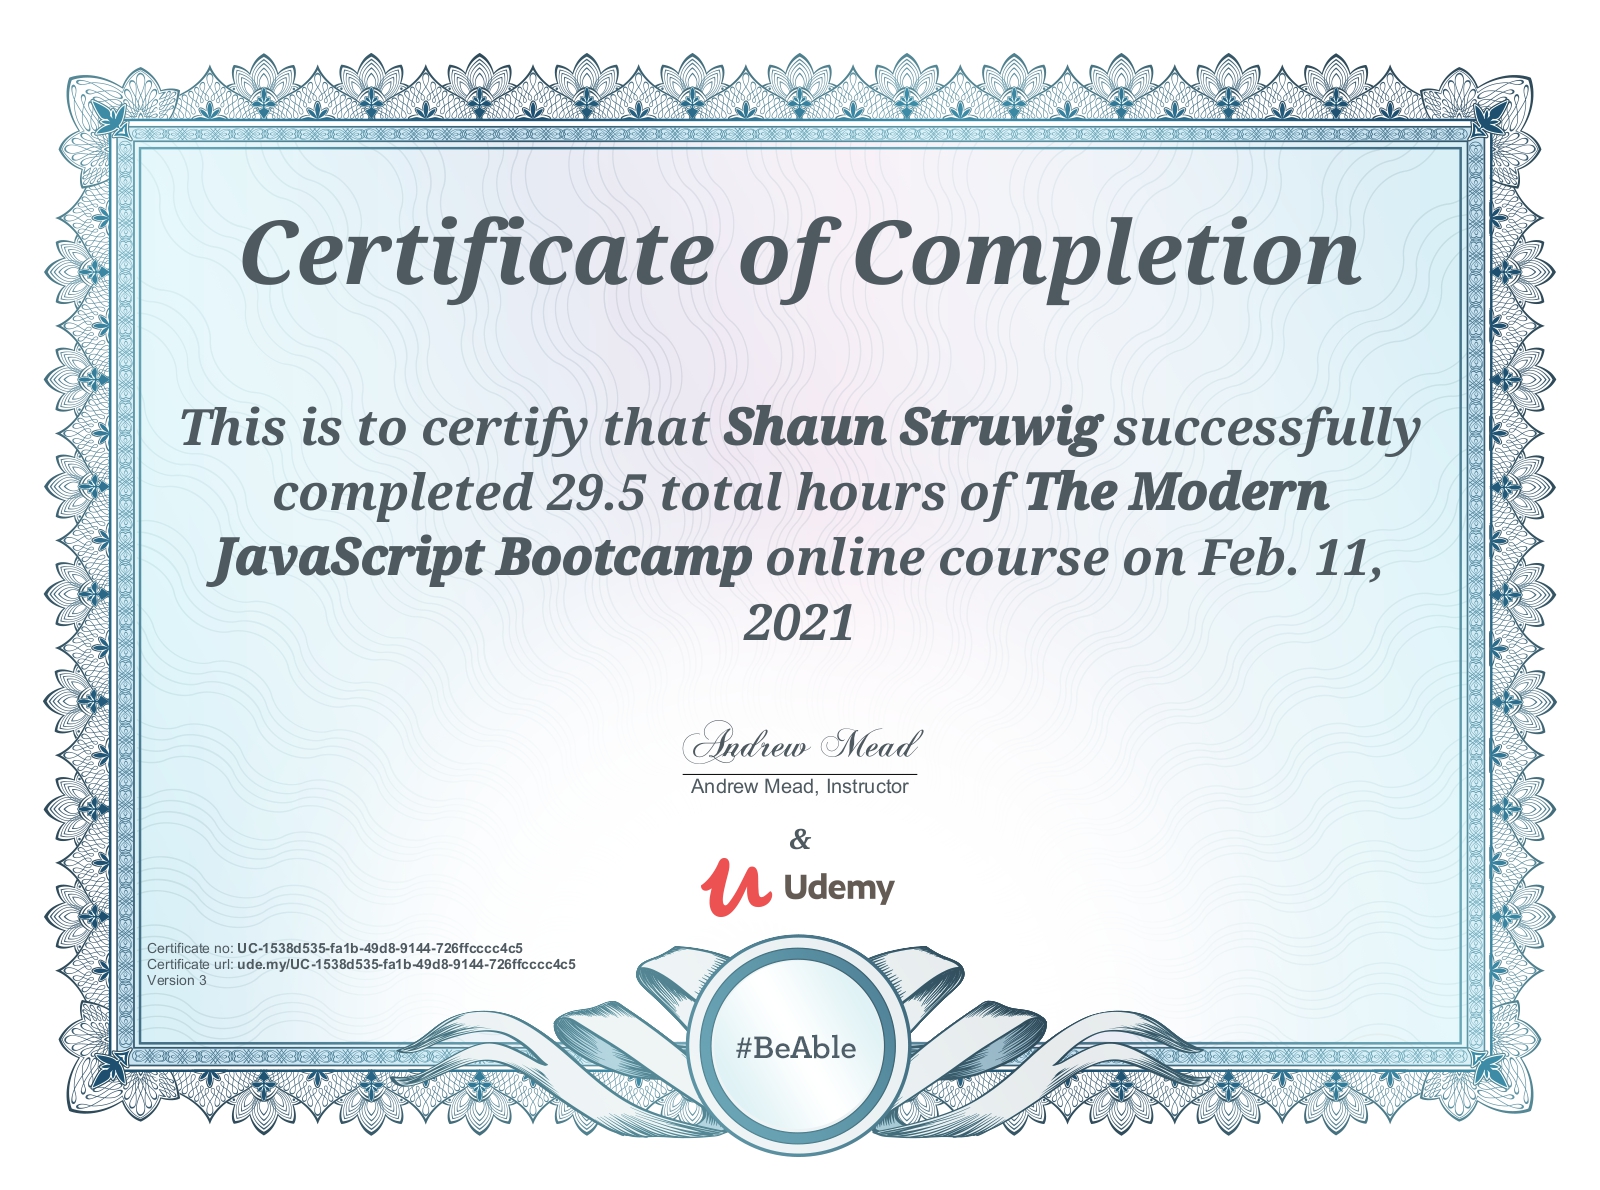 Certificate of Completion
This is to certify that Shaun Struwig successfully
completed 29.5 total hours of The Modern
JavaScript Bootcamp online course on Feb. 11,
2021
Andrew Mead
Andrew Mead, Instructor
&
Udemy
Certificate no: UC-1538d535-fa1b-49d8-9144-726ffcccc4c5
Certificate url: ude.my/UC-1538d535-fa1b-49d8-9144-726ffcccc4c5
Version 3
#BeAble